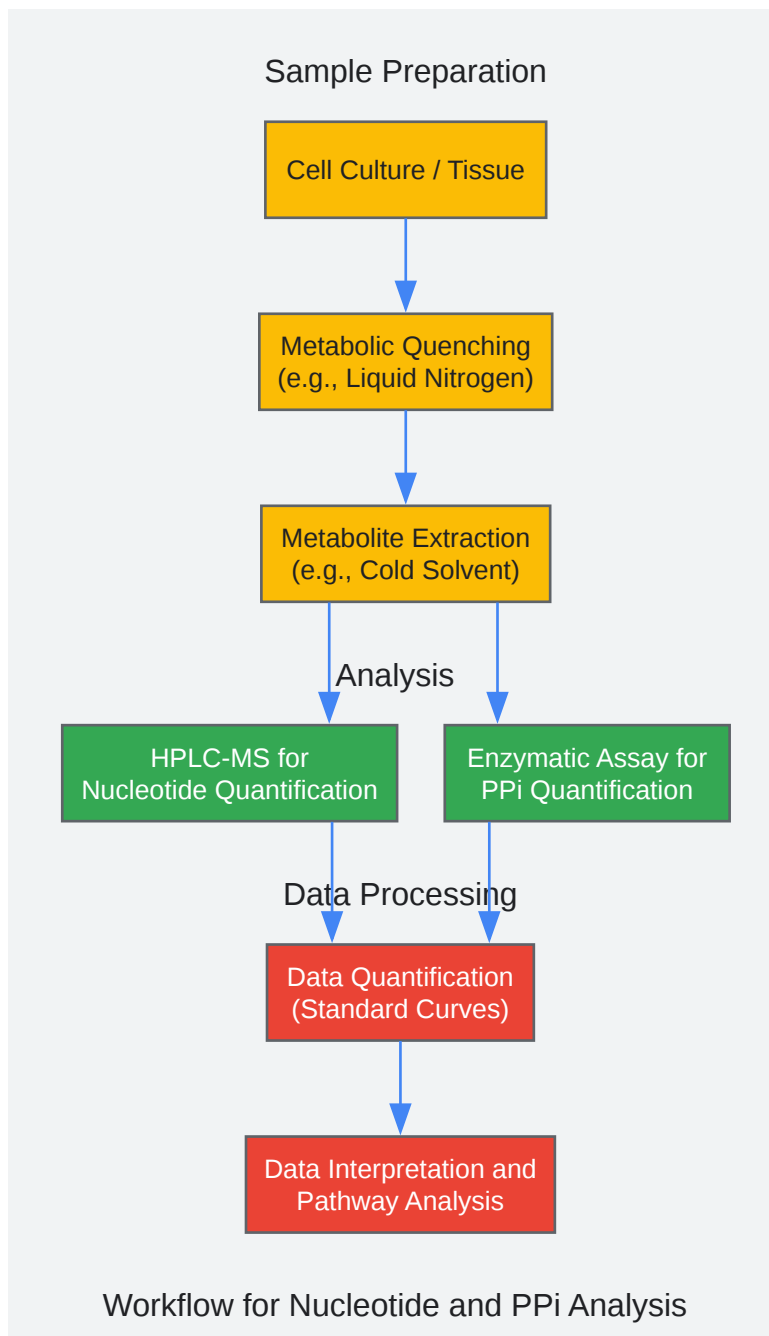 Sample Preparation
Cell Culture / Tissue
Metabolic Quenching
(e.g., Liquid Nitrogen)
Metabolite Extraction
(e.g., Cold Solvent)
Analysis
HPLC-MS for
Nucleotide Quantification
Enzymatic Assay for
PPi Quantification
Data Processing
Data Quantification
(Standard Curves)
Data Interpretation and
Pathway Analysis
Workflow for Nucleotide and PPi Analysis